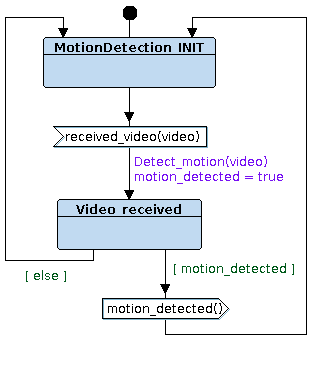 MotionDetection INIT
received_video(video)
Detect_motion(video)
motion_detected = true
Video received
[ motion_detected ]
[ else ]
motion_detected()